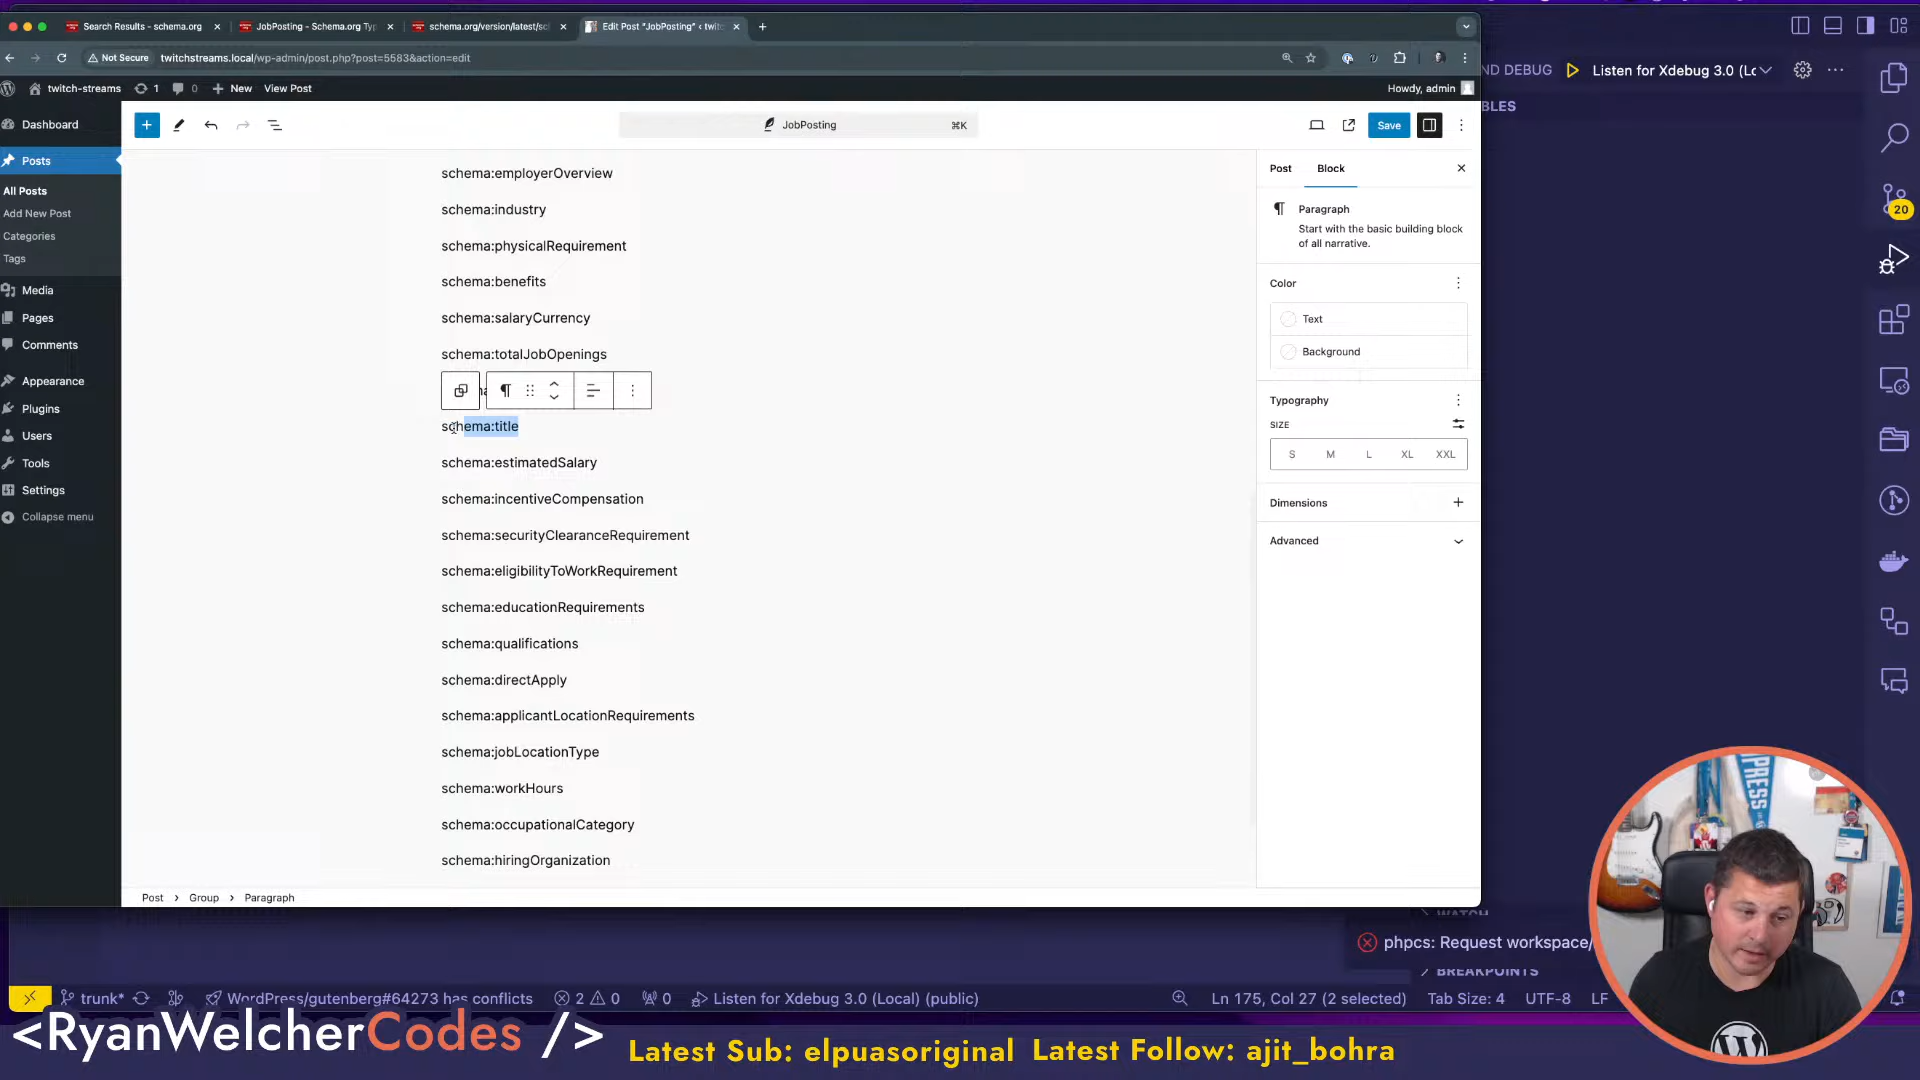 Search Results - schema.org
JobPosting - Schema.org Typ
schema.org/version/latest/sc
Edit Post "JobPosting" ‹ twitc
Not Secure
twitchstreams.local/wp-admin/post.php?post=5583&action=edit
ND DEBUG
Listen for Xdebug 3.0 (Lc
BLES
twitch-streams
1
0
New
View Post
Howdy, admin
JobPosting
⌘K
Save
Dashboard
Posts
All Posts
Add New Post
Categories
Tags
Media
Pages
Comments
Appearance
Plugins
Users
Tools
Settings
Collapse menu
schema:employerOverview
schema:industry
schema:physicalRequirement
schema:benefits
schema:salaryCurrency
schema:totalJobOpenings
schema:title
schema:estimatedSalary
schema:incentiveCompensation
schema:securityClearanceRequirement
schema:eligibilityToWorkRequirement
schema:educationRequirements
schema:qualifications
schema:directApply
schema:applicantLocationRequirements
schema:jobLocationType
schema:workHours
schema:occupationalCategory
schema:hiringOrganization
Post
Block
Paragraph
Start with the basic building block
of all narrative.
Color
Text
Background
Typography
SIZE
S M L XL XXL
Dimensions
Advanced
20
Post > Group > Paragraph
WATCH
phpcs: Request workspace/
BREAKPOINTS
trunk*
WordPress/gutenberg#64273 has conflicts
2
0
0
Listen for Xdebug 3.0 (Local) (public)
Ln 175, Col 27 (2 selected)
Tab Size: 4
UTF-8
LF
<RyanWelcherCodes />
Latest Sub: elpuasoriginal
Latest Follow: ajit_bohra